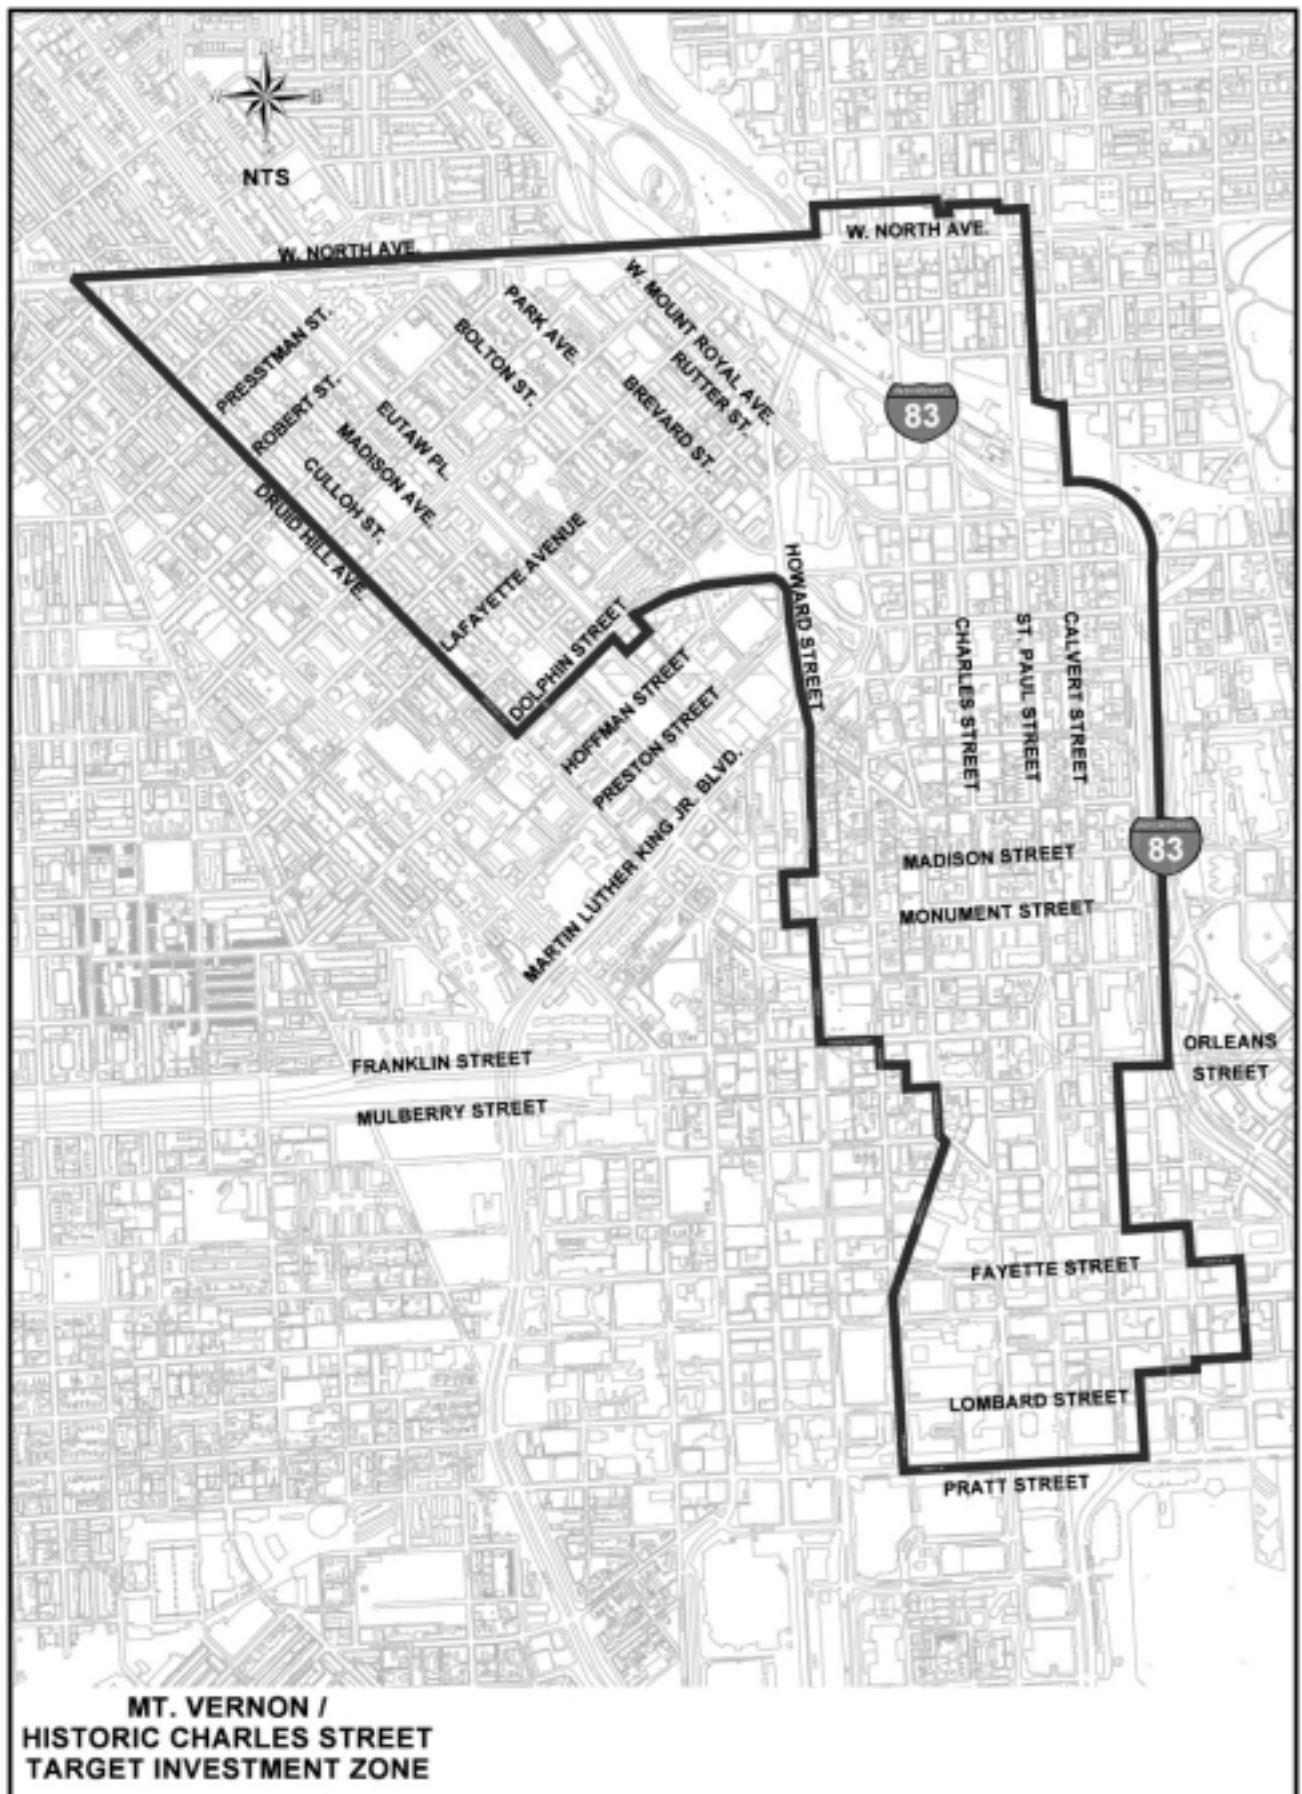 NTS
W. NORTH AVE.
W. NORTH AVE.
PRESSTMAN ST.
ROBERT ST.
CULLOH ST.
MADISON AVE.
EUTAW PL.
BOLTON ST.
PARK AVE.
W. MOUNT ROYAL AVE.
RUTTER ST.
BREVARD ST.
83
DRUID HILL AVE.
LAFAYETTE AVENUE
DOLPHIN STREET
HOFFMAN STREET
PRESTON STREET
MARTIN LUTHER KING JR. BLVD.
HOWARD STREET
CHARLES STREET
ST. PAUL STREET
CALVERT STREET
83
MADISON STREET
MONUMENT STREET
ORLEANS
STREET
FRANKLIN STREET
MULBERRY STREET
FAYETTE STREET
LOMBARD STREET
PRATT STREET
MT. VERNON /
HISTORIC CHARLES STREET
TARGET INVESTMENT ZONE